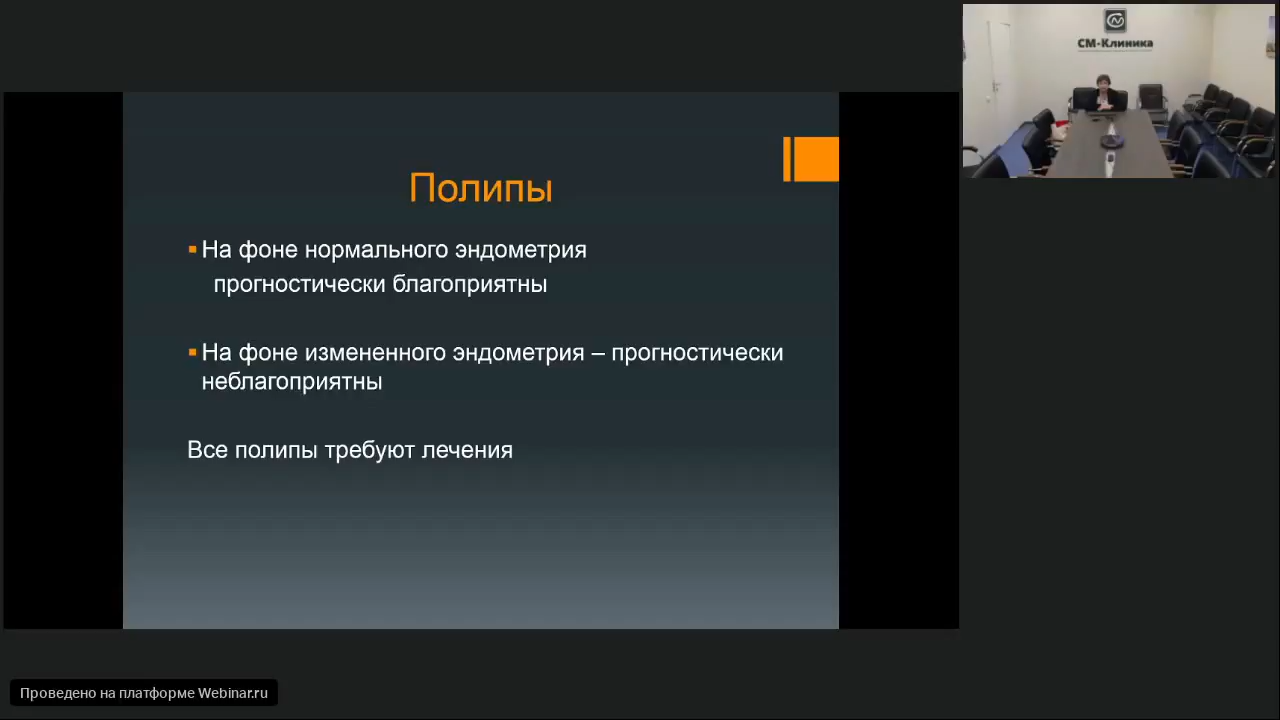 СМ-Клиника
Полипы
На фоне нормального эндометрия
прогностически благоприятны
На фоне измененного эндометрия – прогностически
неблагоприятны
Все полипы требуют лечения
Проведено на платформе Webinar.ru